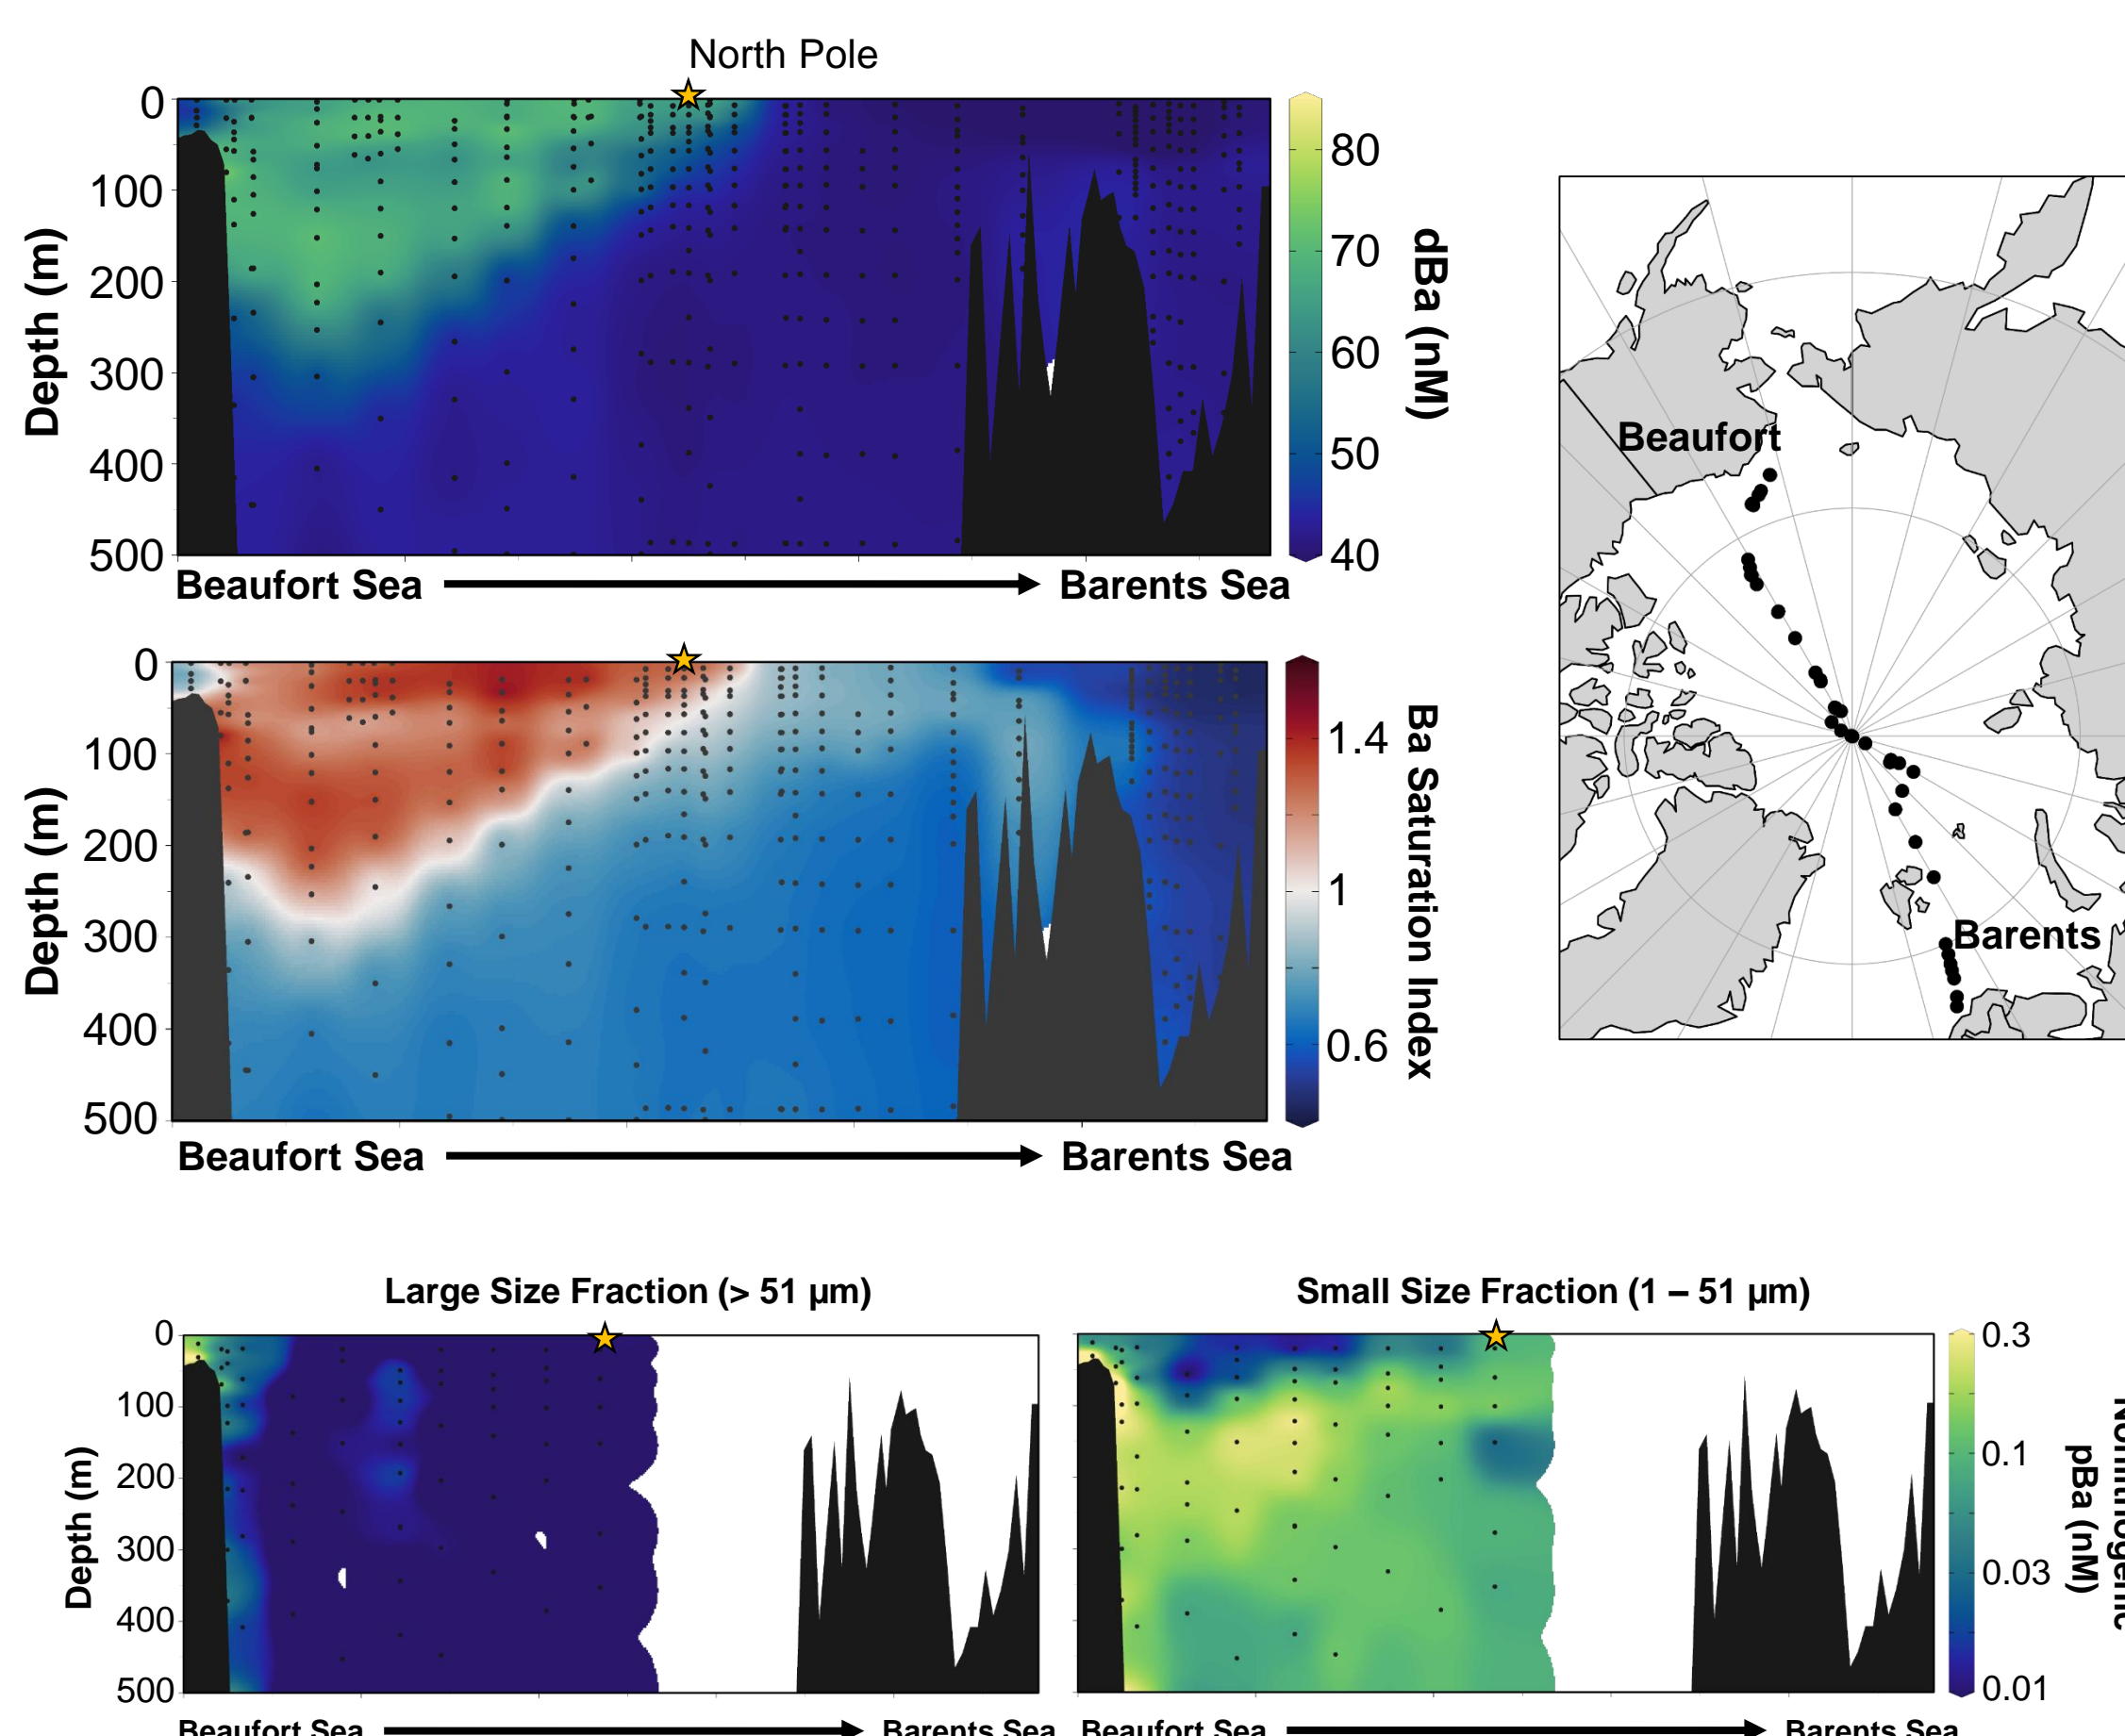 North Pole
0
100
200
300
400
500
Depth (m)
80
70
60
50
40
dBa (nM)
Beaufort Sea
Barents Sea
0
100
200
300
400
500
Depth (m)
1.4
1
0.6
Ba Saturation Index
Beaufort Sea
Barents Sea
Beaufort
Barents
Large Size Fraction (> 51 µm)
0
100
200
300
400
500
Depth (m)
Beaufort Sea
Barents Sea
Small Size Fraction (1 – 51 µm)
0.3
0.1
0.03
0.01
pBa (nM)
Beaufort Sea
Barents Sea